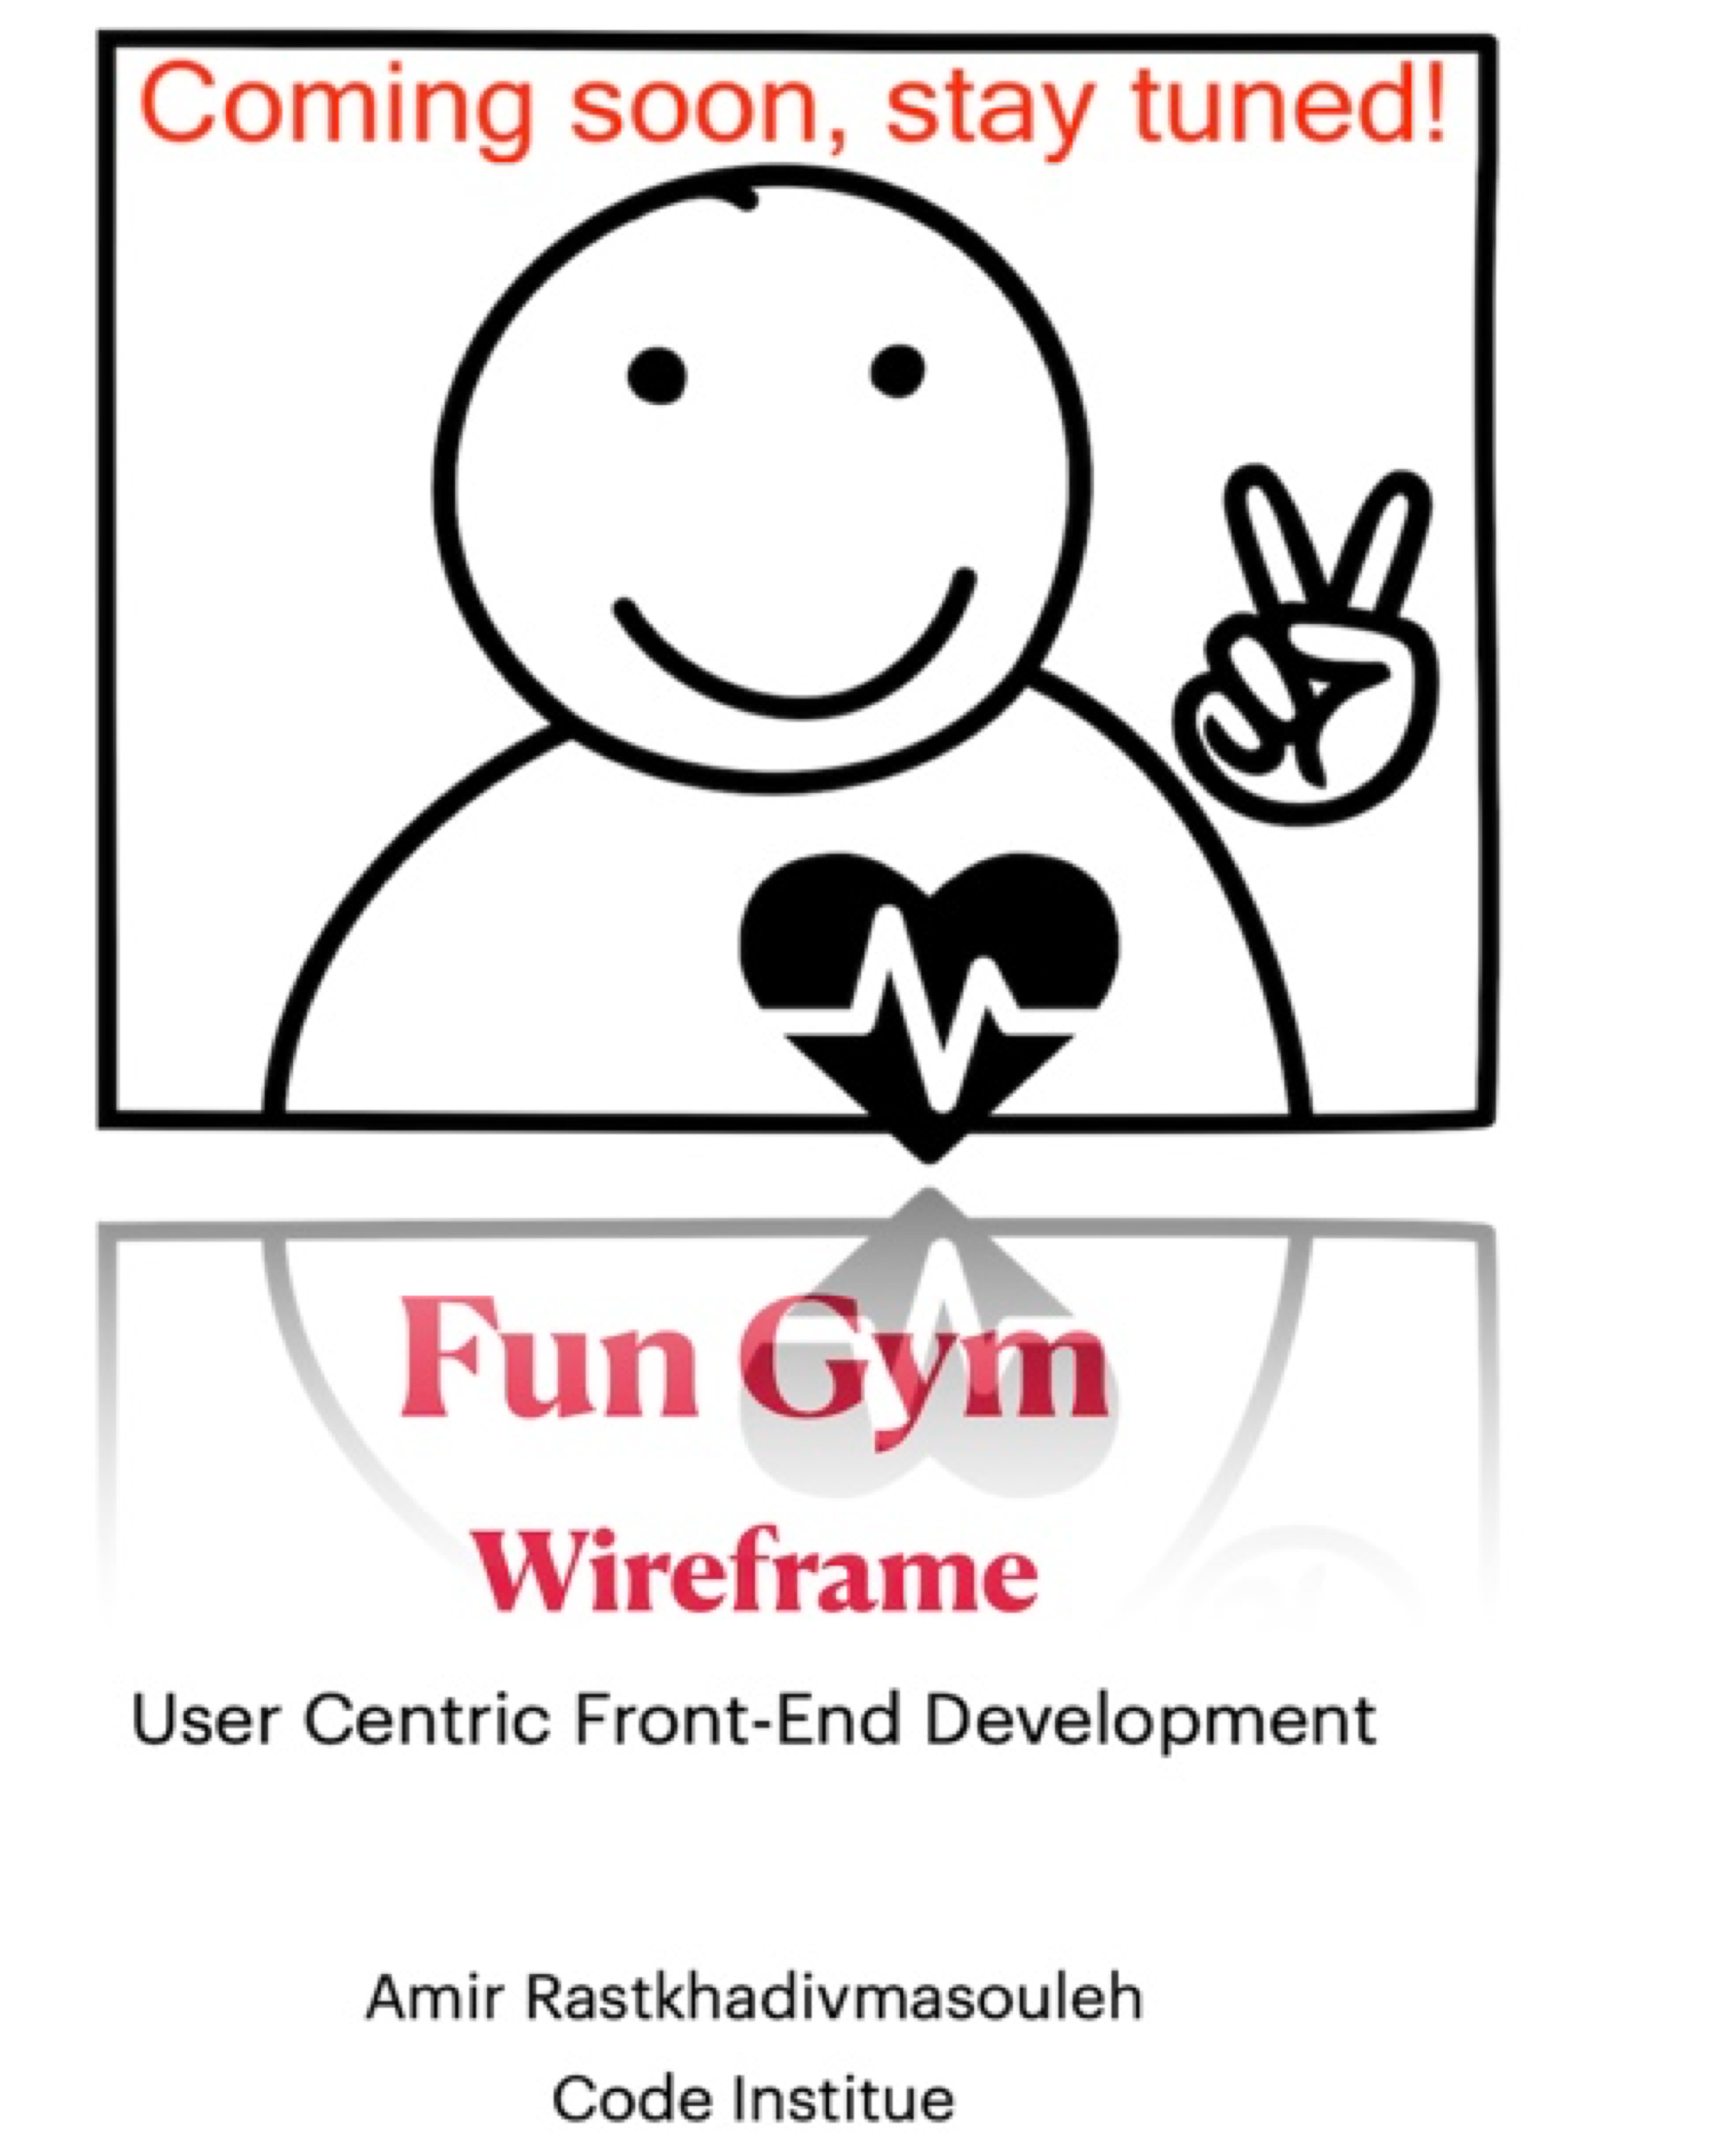 Coming soon, stay tuned!
Fun Gym
Wireframe
User Centric Front-End Development
Amir Rastkhadivmasouleh
Code Institue